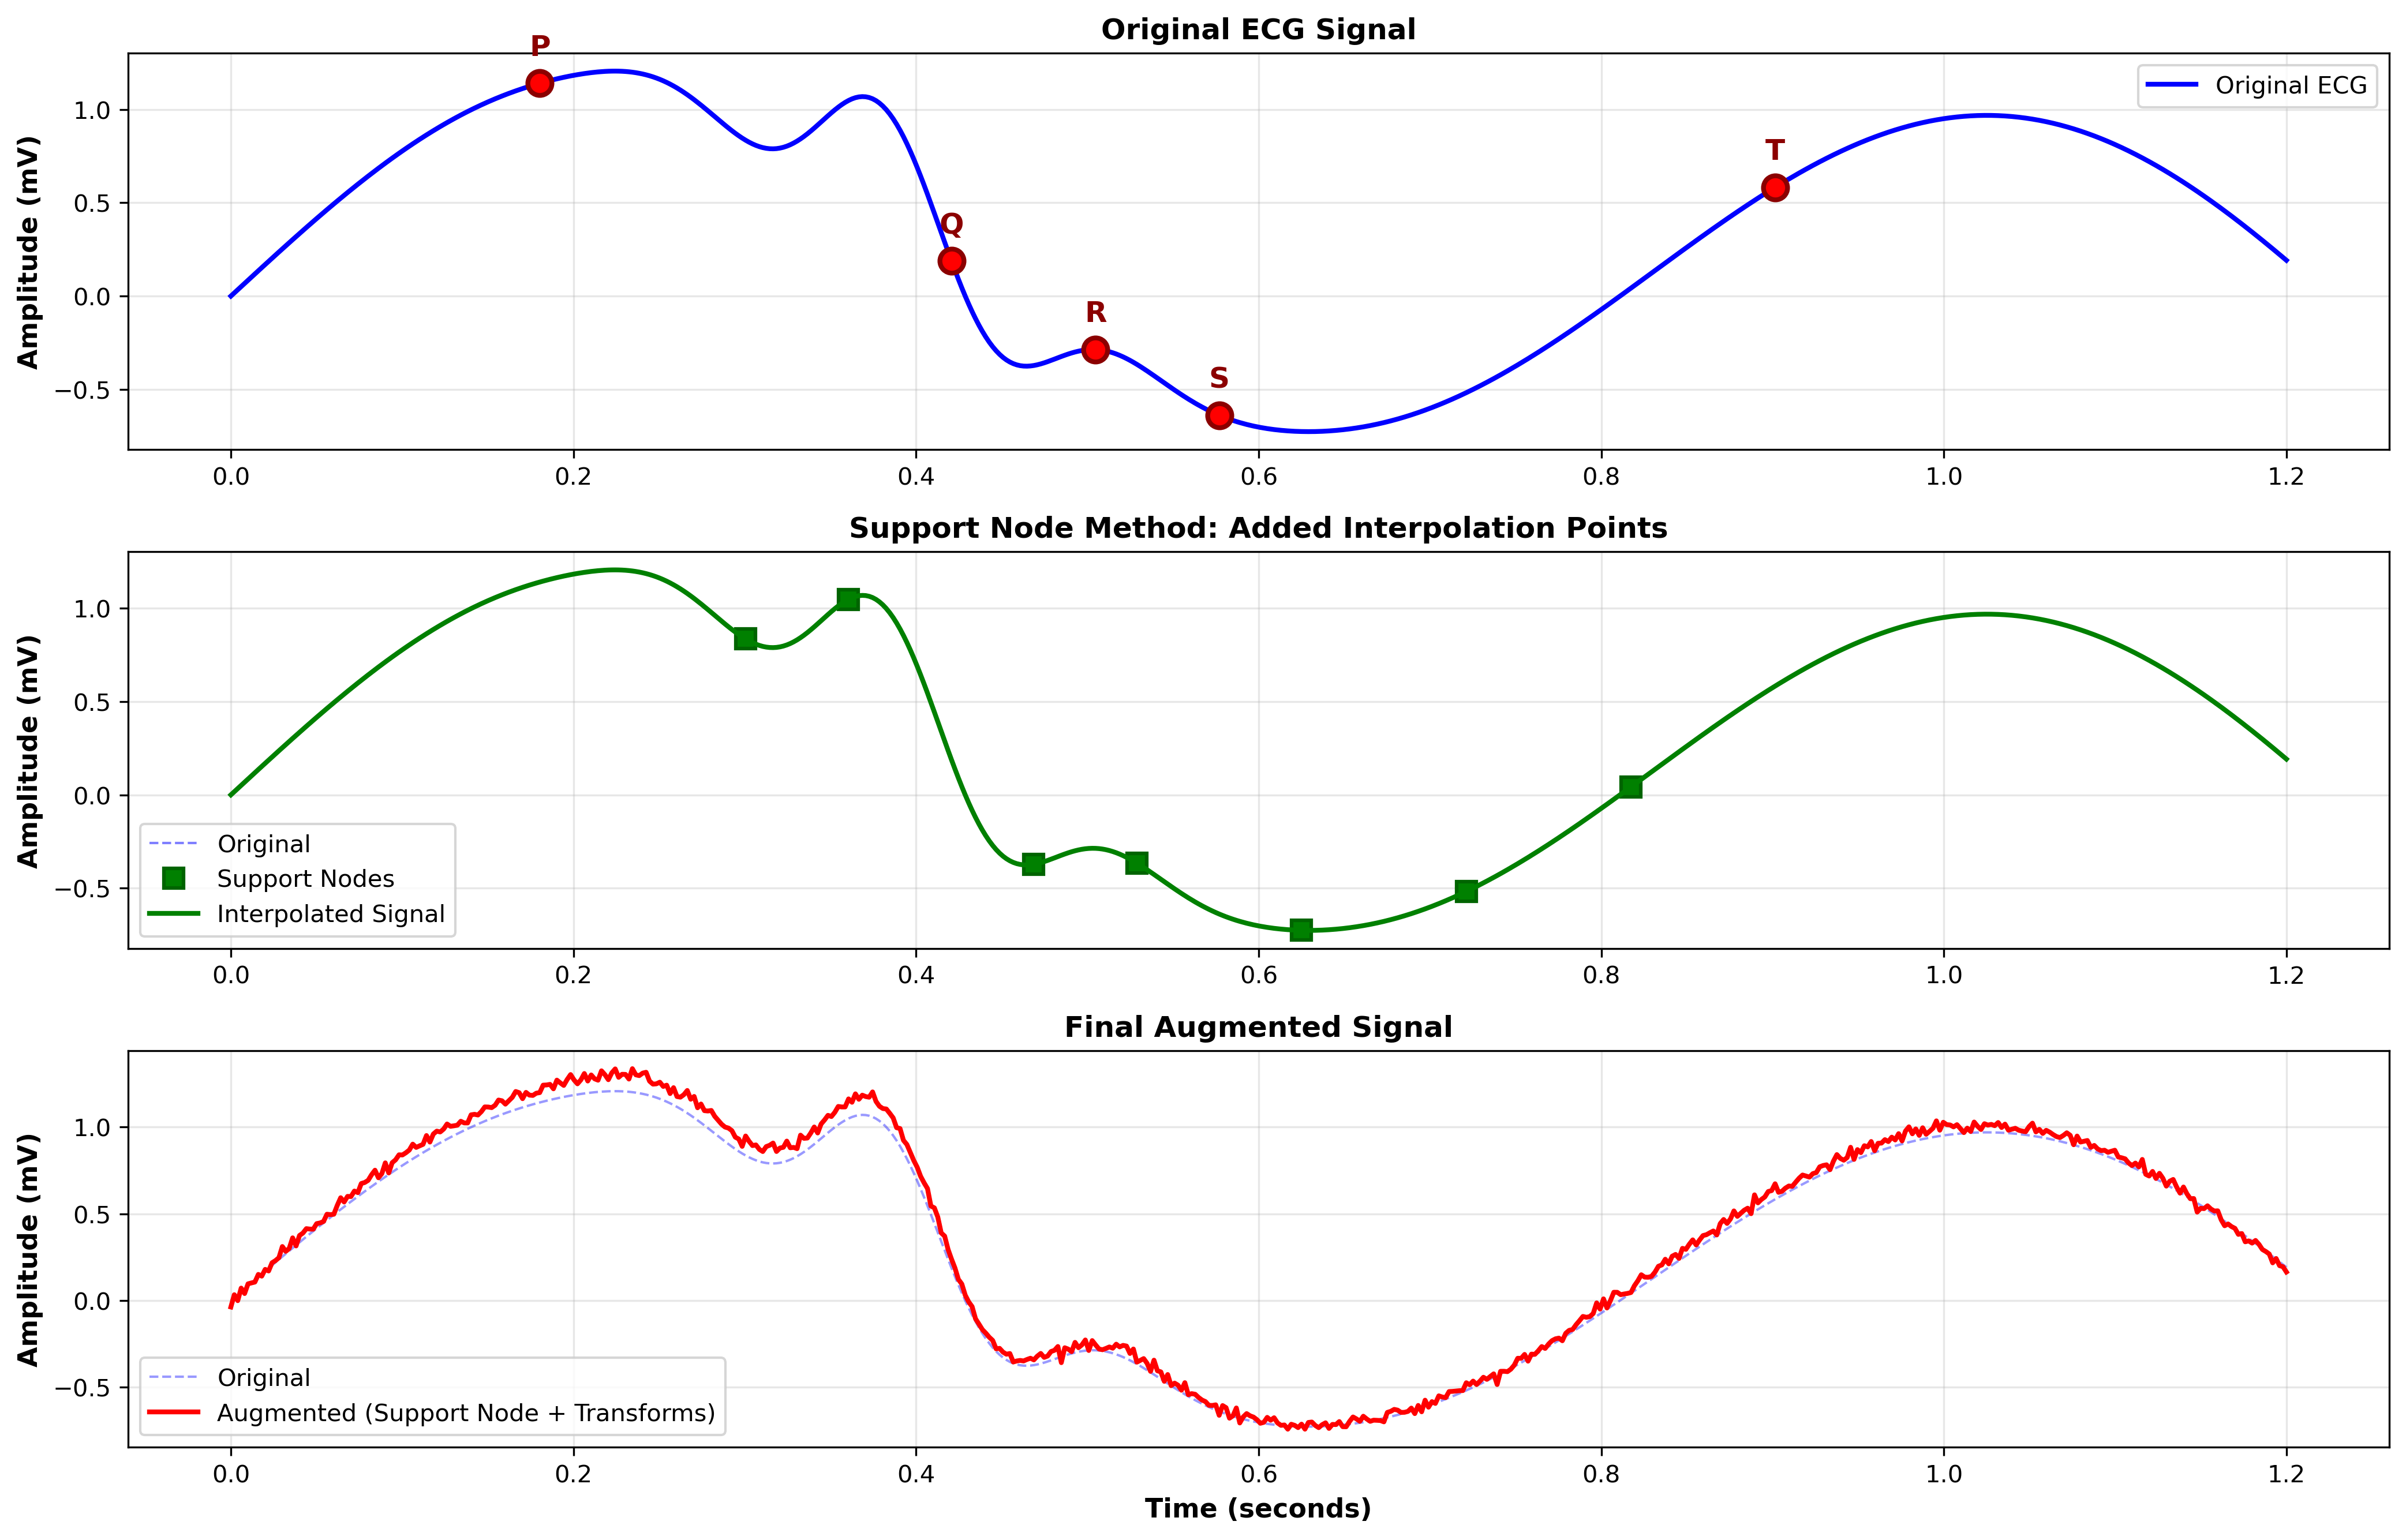 Original ECG Signal
P
Original ECG
Q
R
S
T
Amplitude (mV)
1.0
0.5
0.0
−0.5
0.0 0.2 0.4 0.6 0.8 1.0 1.2
Support Node Method: Added Interpolation Points
Amplitude (mV)
1.0
0.5
0.0
−0.5
Original
Support Nodes
Interpolated Signal
0.0 0.2 0.4 0.6 0.8 1.0 1.2
Final Augmented Signal
Amplitude (mV)
1.0
0.5
0.0
−0.5
Original
Augmented (Support Node + Transforms)
0.0 0.2 0.4 0.6 0.8 1.0 1.2
Time (seconds)